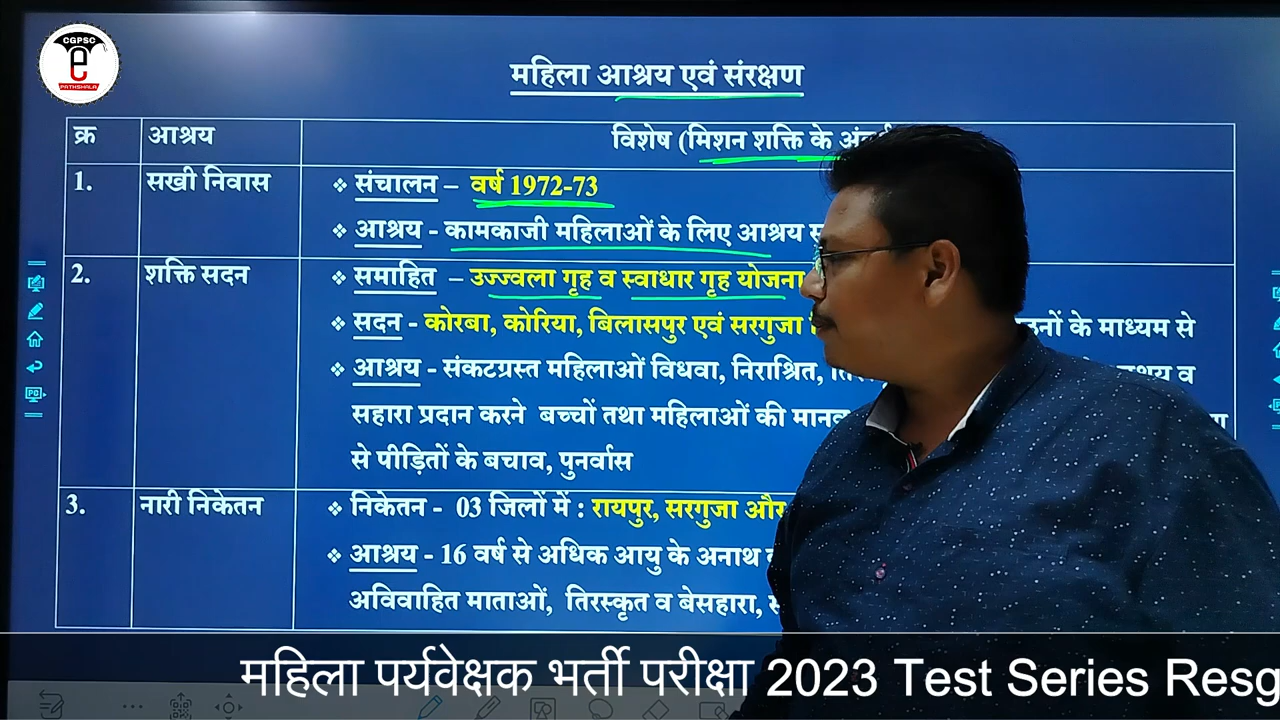 CGPSC
e
PATHSHALA
महिला आश्रय एवं संरक्षण
क्र आश्रय विशेष (मिशन शक्ति के
1. सखी निवास ❖ संचालन – वर्ष 1972-73
❖ आश्रय - कामकाजी महिलाओं के लिए आश्रय
2. शक्ति सदन ❖ समाहित – उज्ज्वला गृह व स्वाधार गृह योजना
❖ सदन - कोरबा, कोरिया, बिलासपुर एवं सरगुजा के माध्यम से
❖ आश्रय - संकटग्रस्त महिलाओं विधवा, निराश्रित, व
सहारा प्रदान करने बच्चों तथा महिलाओं की
से पीड़ितों के बचाव, पुनर्वास
3. नारी निकेतन ❖ निकेतन - 03 जिलों में : रायपुर, सरगुजा और
❖ आश्रय - 16 वर्ष से अधिक आयु के अनाथ
अविवाहित माताओं, तिरस्कृत व बेसहारा,
महिला पर्यवेक्षक भर्ती परीक्षा 2023 Test Series Resg